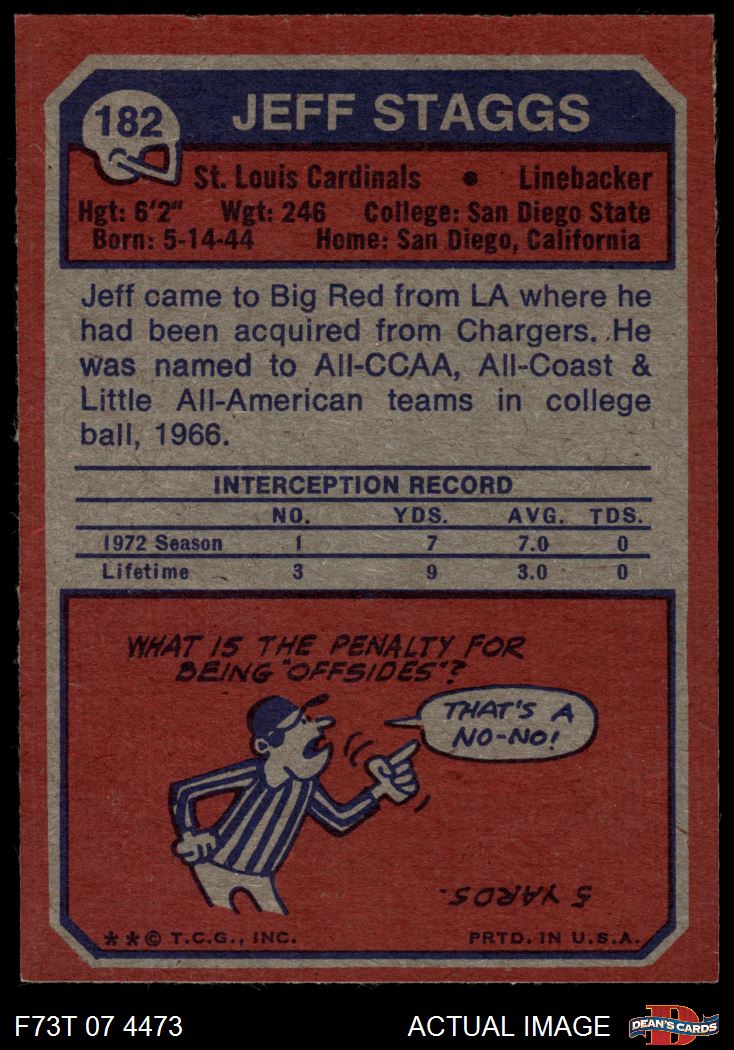 182
JEFF STAGGS
St. Louis Cardinals • Linebacker
Hgt: 6'2" Wgt: 246 College: San Diego State
Born: 5-14-44 Home: San Diego, California
Jeff came to Big Red from LA where he
had been acquired from Chargers. He
was named to All-CCAA, All-Coast &
Little All-American teams in college
ball, 1966.
INTERCEPTION RECORD
NO. YDS. AVG. TDS.
1972 Season 1 7 7.0 0
Lifetime 3 9 3.0 0
WHAT IS THE PENALTY FOR
BEING "OFFSIDES"?
THAT'S A
NO-NO!
5 YARDS.
* * © T.C.G., INC. PRTD. IN U.S.A.
F73T 07 4473 ACTUAL IMAGE
D
DEAN'S CARDS